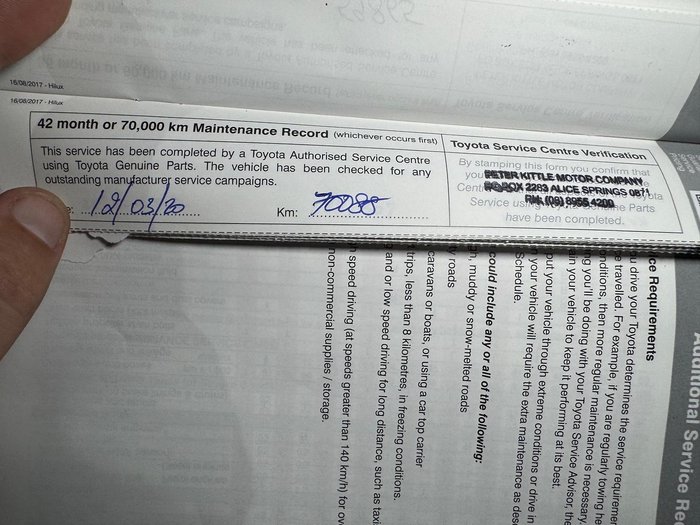 16/08/2017 - Hilux
16/08/2017 - Hilux
42 month or 70,000 km Maintenance Record (whichever occurs first)
This service has been completed by a Toyota Authorised Service Centre
using Toyota Genuine Parts. The vehicle has been checked for any
outstanding manufacturer service campaigns.
12/03/20
Km: 70088
Toyota Service Centre Verification
By stamping this form you confirm that
PETER KITTLE MOTOR COMPANY
PO BOX 2283 ALICE SPRINGS 0871
PH: (08) 8955 4200
have been completed.
ce Requirements
u drive your Toyota determines the service requiremen
e travelled. For example, if you are regularly towing he
nditions, then more regular maintenance is necessary.
ng you'll be doing with your Toyota Service Advisor, th
in your vehicle to keep it performing at its best.
put your vehicle through extreme conditions or drive in
your vehicle will require the extra maintenance as de
Schedule.
could include any or all of the following:
h, muddy or snow-melted roads
y roads
caravans or boats, or using a car top carrier
trips, less than 8 kilometres, in freezing conditions.
and or low speed driving for long distance, such as taxi
speed driving (at speeds greater than 140 km/h) for ov
non-commercial supplies / storage.
Additional Service Re